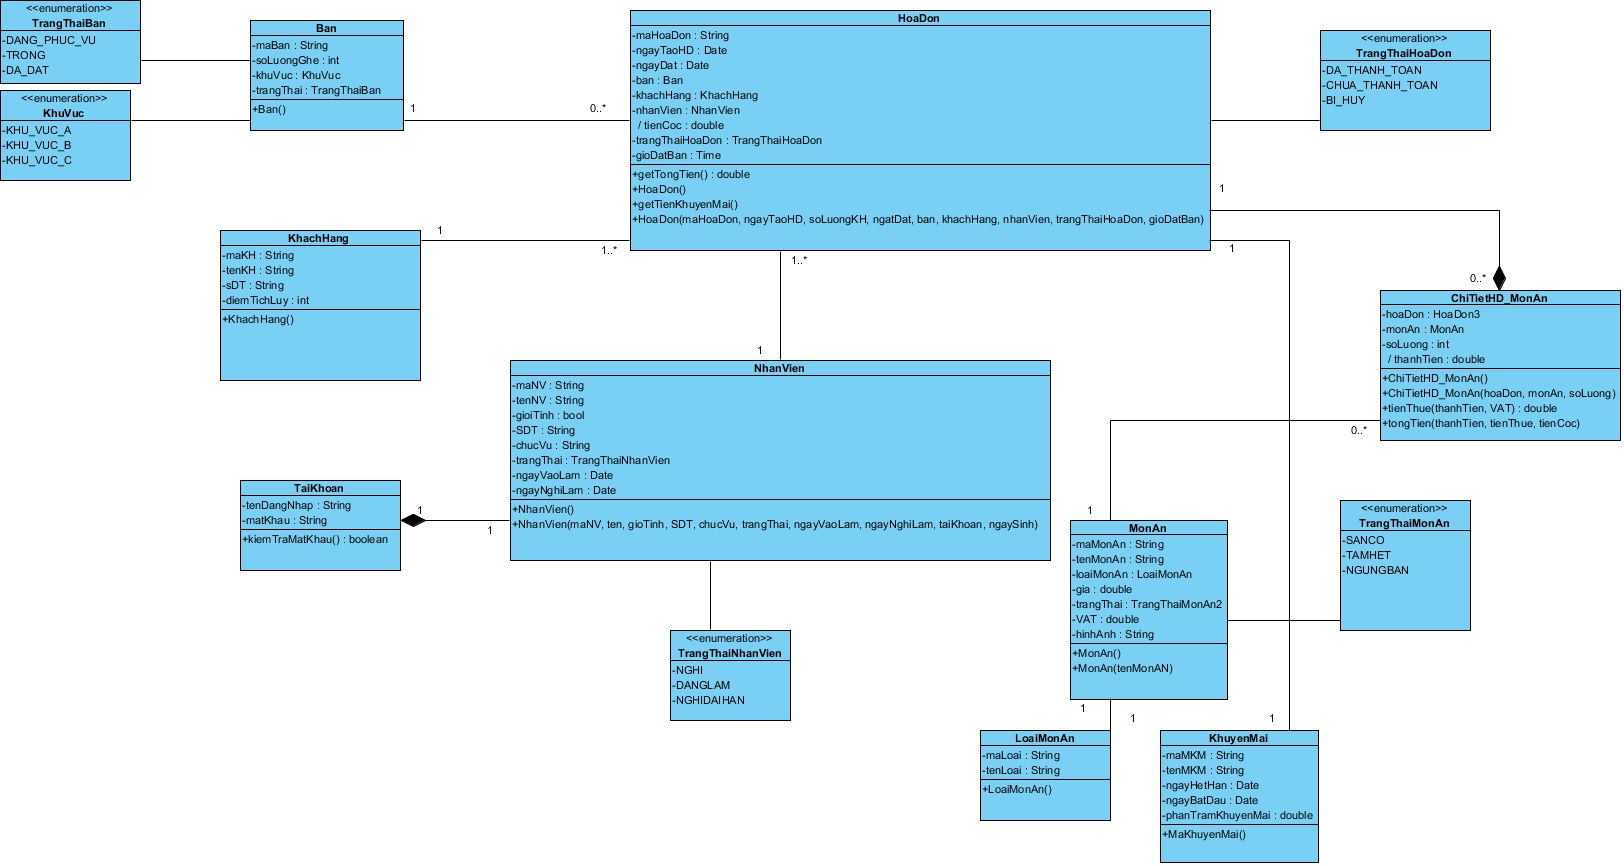 <<enumeration>>
TrangThaiBan
-DANG_PHUC_VU
-TRONG
-DA_DAT
<<enumeration>>
KhuVuc
-KHU_VUC_A
-KHU_VUC_B
-KHU_VUC_C
Ban
-maBan : String
-soLuongGhe : int
-khuVuc : KhuVuc
-trangThai : TrangThaiBan
+Ban()
1
0..*
HoaDon
-maHoaDon : String
-ngayTaoHD : Date
-ngayDat : Date
-ban : Ban
-khachHang : KhachHang
-nhanVien : NhanVien
/ tienCoc : double
-trangThaiHoaDon : TrangThaiHoaDon
-gioDatBan : Time
+getTongTien() : double
+HoaDon()
+getTienKhuyenMai()
+HoaDon(maHoaDon, ngayTaoHD, soLuongKH, ngatDat, ban, khachHang, nhanVien, trangThaiHoaDon, gioDatBan)
<<enumeration>>
TrangThaiHoaDon
-DA_THANH_TOAN
-CHUA_THANH_TOAN
-BI_HUY
1
1
1..*
1..*
1
0..*
KhachHang
-maKH : String
-tenKH : String
-sDT : String
-diemTichLuy : int
+KhachHang()
ChiTietHD_MonAn
-hoaDon : HoaDon3
-monAn : MonAn
-soLuong : int
/ thanhTien : double
+ChiTietHD_MonAn()
+ChiTietHD_MonAn(hoaDon, monAn, soLuong)
+tienThue(thanhTien, VAT) : double
+tongTien(thanhTien, tienThue, tienCoc)
1
0..*
NhanVien
-maNV : String
-tenNV : String
-gioiTinh : bool
-SDT : String
-chucVu : String
-trangThai : TrangThaiNhanVien
-ngayVaoLam : Date
-ngayNghiLam : Date
+NhanVien()
+NhanVien(maNV, ten, gioTinh, SDT, chucVu, trangThai, ngayVaoLam, ngayNghiLam, taiKhoan, ngaySinh)
TaiKhoan
-tenDangNhap : String
-matKhau : String
+kiemTraMatKhau() : boolean
1
1
1
MonAn
-maMonAn : String
-tenMonAn : String
-loaiMonAn : LoaiMonAn
-gia : double
-trangThai : TrangThaiMonAn2
-VAT : double
-hinhAnh : String
+MonAn()
+MonAn(tenMonAN)
<<enumeration>>
TrangThaiMonAn
-SANCO
-TAMHET
-NGUNGBAN
<<enumeration>>
TrangThaiNhanVien
-NGHI
-DANGLAM
-NGHIDAIHAN
1
1
1
LoaiMonAn
-maLoai : String
-tenLoai : String
+LoaiMonAn()
KhuyenMai
-maMKM : String
-tenMKM : String
-ngayHetHan : Date
-ngayBatDau : Date
-phanTramKhuyenMai : double
+MaKhuyenMai()